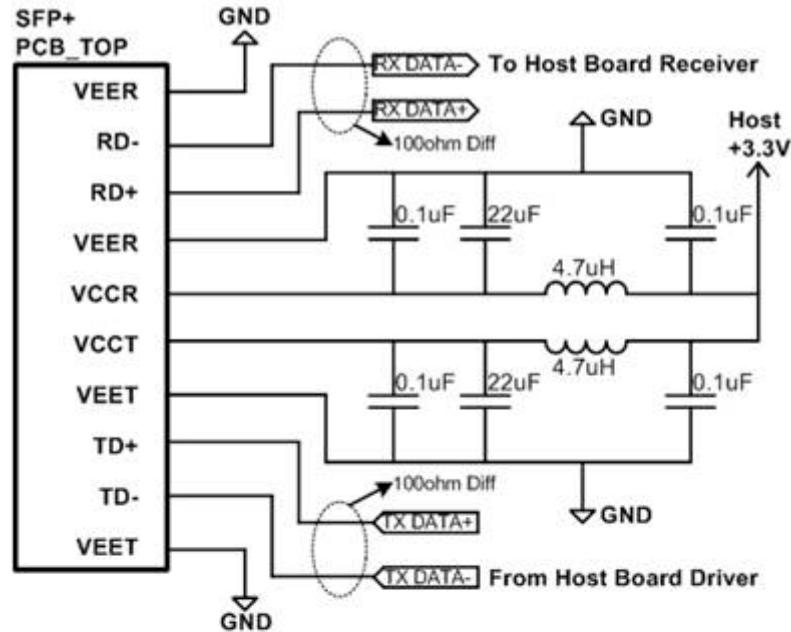 SFP+
PCB_TOP
GND
VEER
RD-
RD+
VEER
VCCR
VCCT
VEET
TD+
TD-
VEET
RX DATA-
To Host Board Receiver
RX DATA+
100ohm Diff
GND
Host
+3.3V
0.1uF
22uF
0.1uF
4.7uH
4.7uH
0.1uF
22uF
0.1uF
100ohm Diff
GND
TX DATA+
TX DATA-
From Host Board Driver
GND